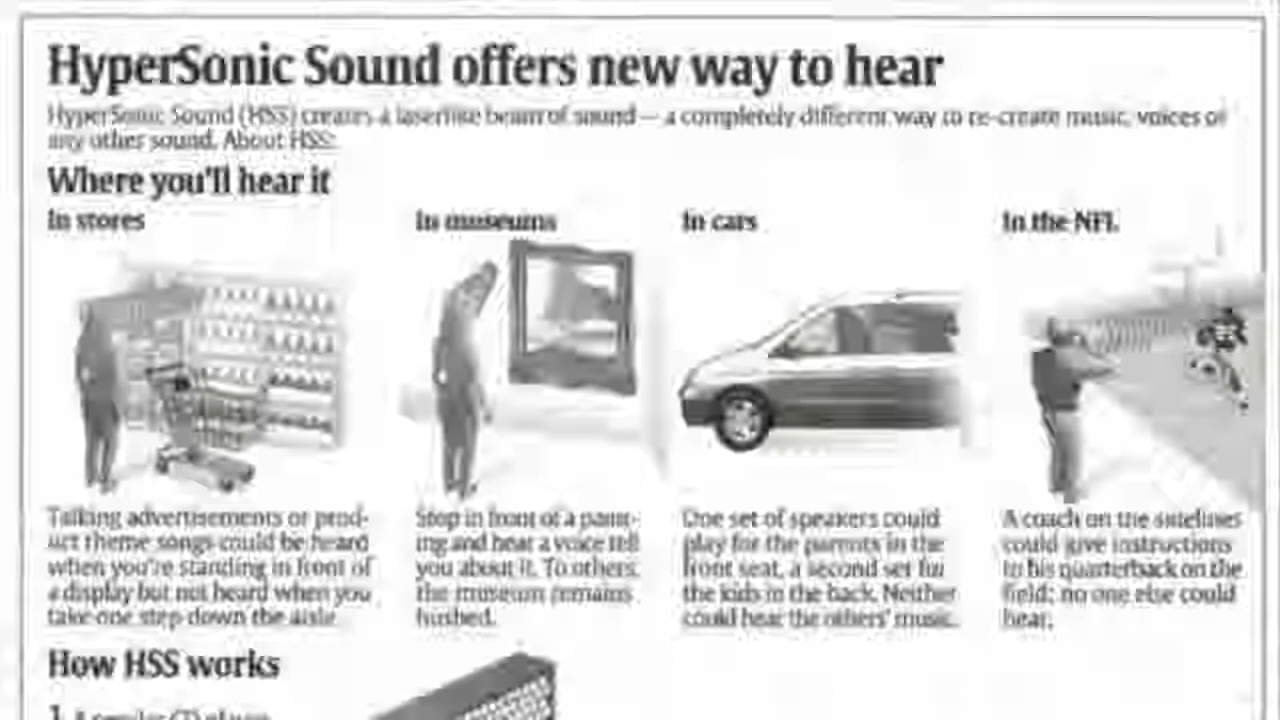 HyperSonic Sound offers new way to hear
HyperSonic Sound (HSS) creates a laserlike beam of sound — a completely different way to re-create music, voices or
any other sound. About HSS:
Where you'll hear it
In stores
In museums
In cars
In the NFL
Talking advertisements or prod-
uct theme songs could be heard
when you're standing in front of
a display but not heard when you
take one step down the aisle.
Stop in front of a paint-
ing and hear a voice tell
you about it. To others,
the museum remains
hushed.
One set of speakers could
play for the parents in the
front seat, a second set for
the kids in the back. Neither
could hear the others' music.
A coach on the sidelines
could give instructions
to his quarterback on the
field; no one else could
hear.
How HSS works
1